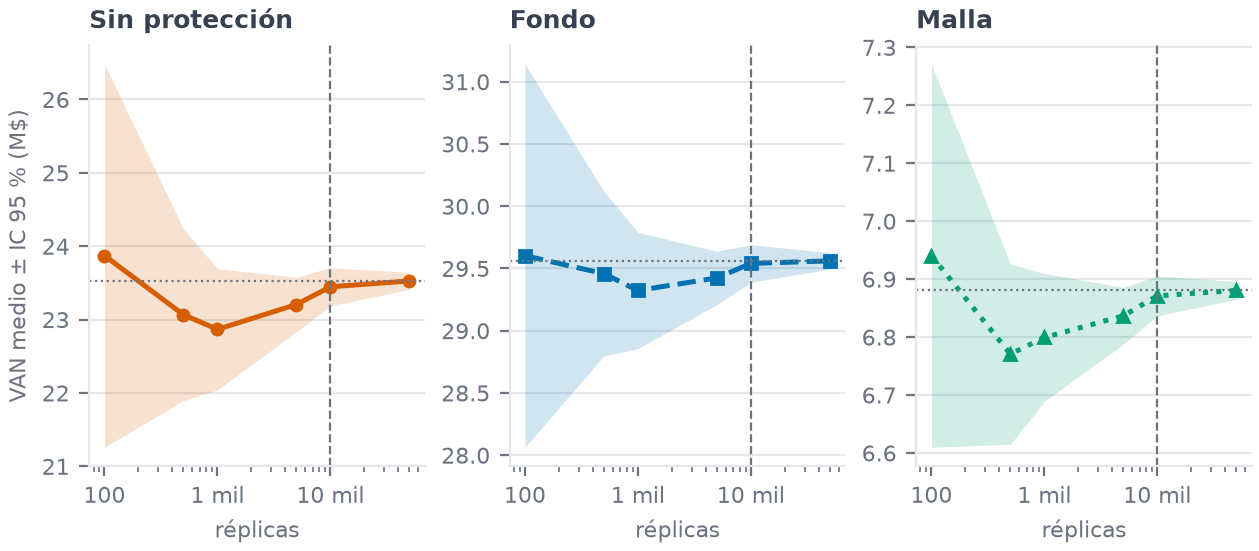 Sin protección
Fondo
Malla
VAN medio ± IC 95 % (M$)
26
25
24
23
22
21
100
1 mil
10 mil
réplicas
31.0
30.5
30.0
29.5
29.0
28.5
28.0
100
1 mil
10 mil
réplicas
7.3
7.2
7.1
7.0
6.9
6.8
6.7
6.6
100
1 mil
10 mil
réplicas